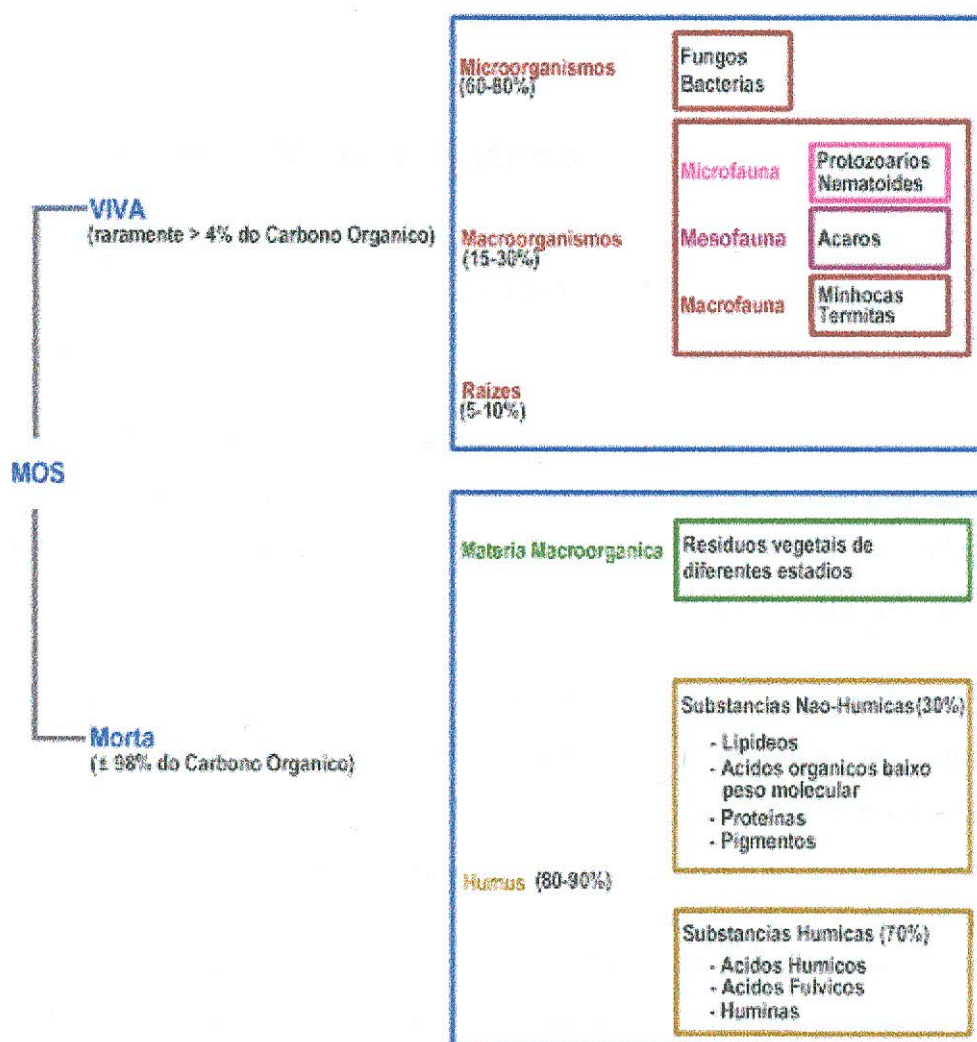 Microorganismos
(60-80%)
Fungos
Bacterias
Microfauna
Protozoarios
Nematoides
VIVA
(raramente > 4% do Carbono Organico)
Macroorganismos
(15-30%)
Mesofauna
Acaros
Macrofauna
Minhocas
Termitas
Raizes
(5-10%)
MOS
Materia Macroorganica
Residuos vegetais de
diferentes estadios
Morta
(± 98% do Carbono Organico)
Substancias Nao-Humicas(30%)
- Lipideos
- Acidos organicos baixo
peso molecular
- Proteinas
- Pigmentos
Humus (80-90%)
Substancias Humicas (70%)
- Acidos Humicos
- Acidos Fulvicos
- Huminas